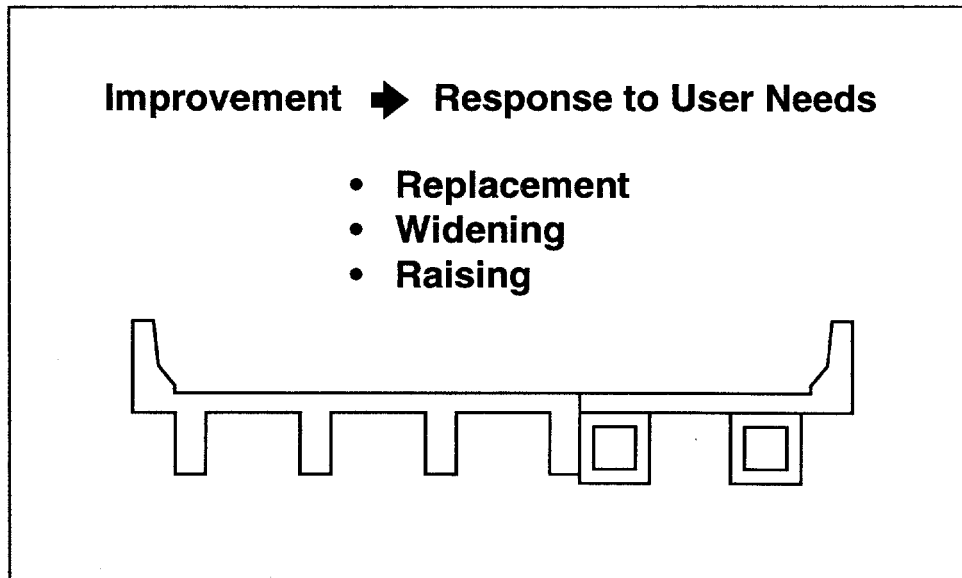 Improvement ➡ Response to User Needs
• Replacement
• Widening
• Raising